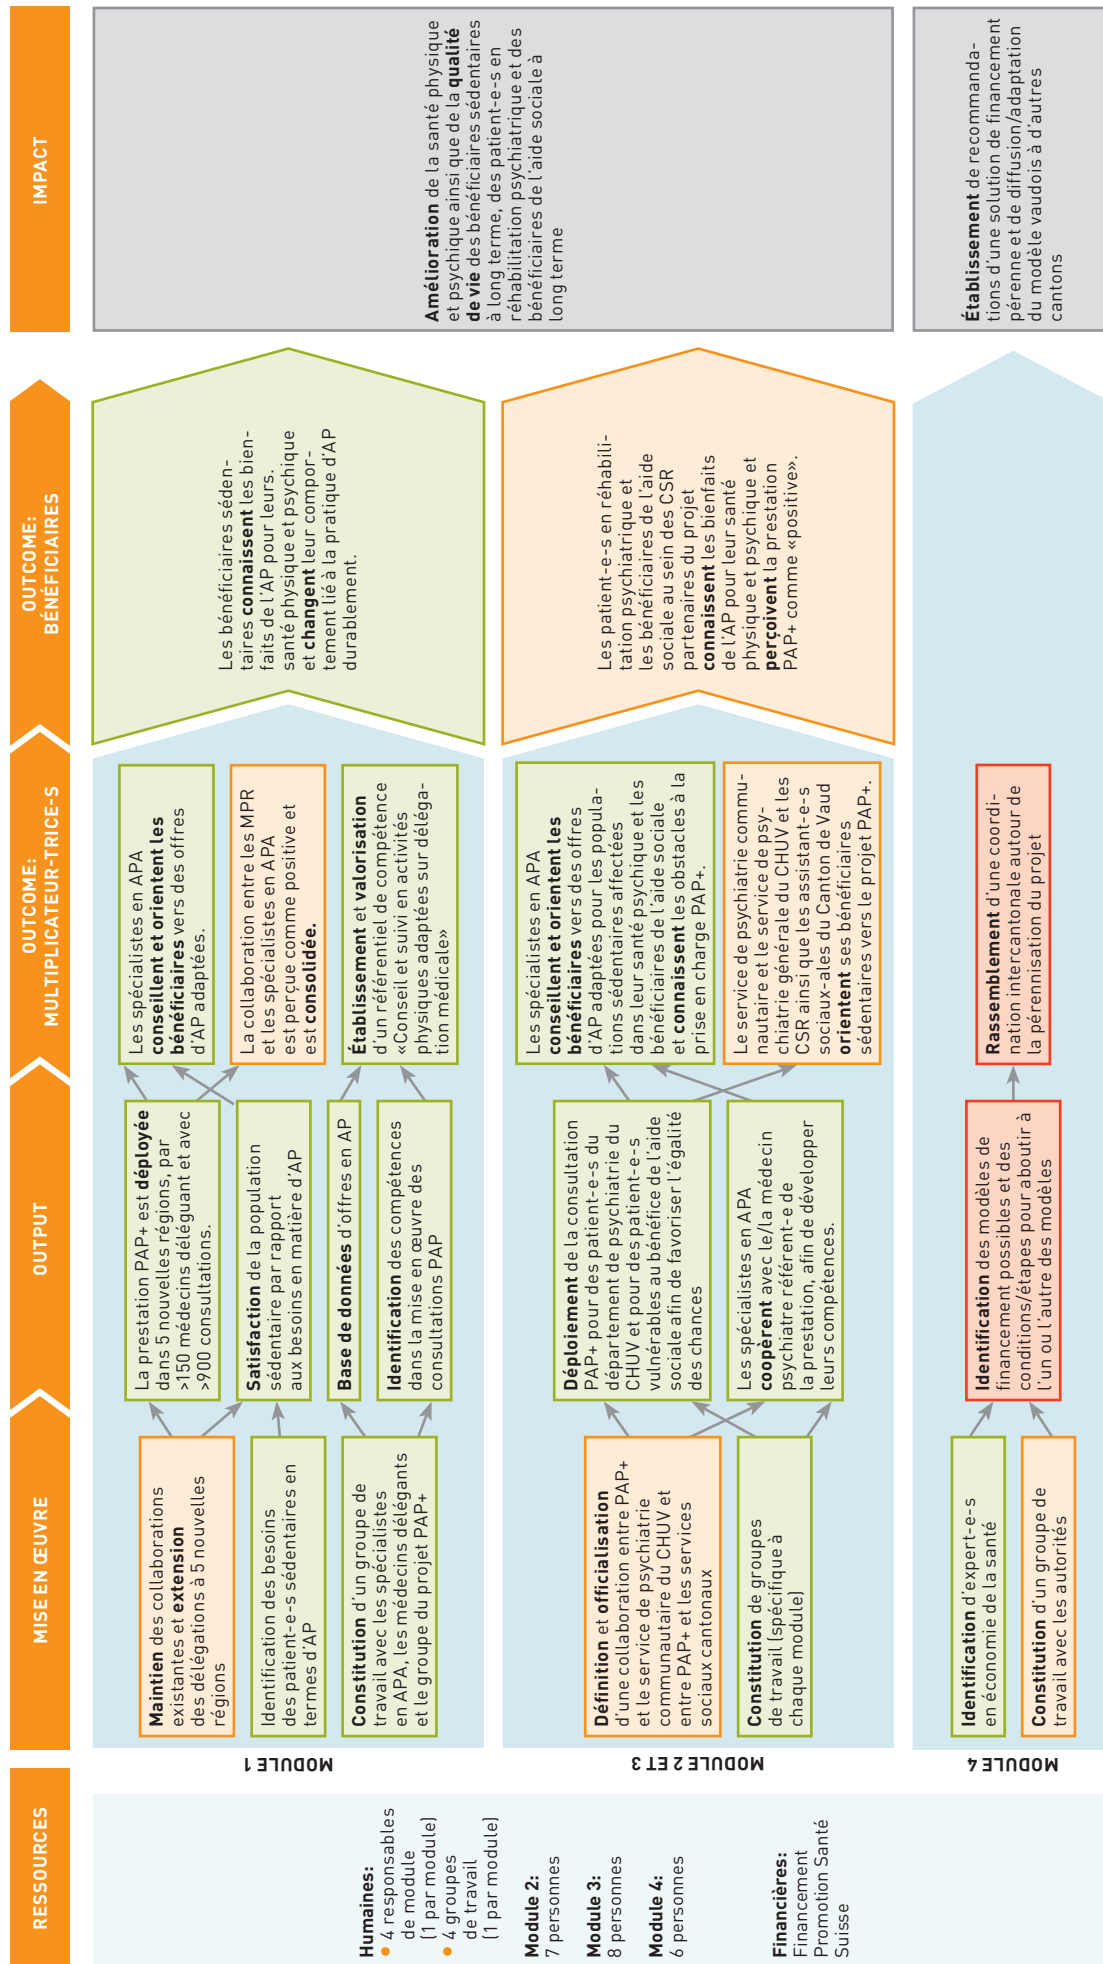 RESSOURCES
MISE EN ŒUVRE
OUTPUT
OUTCOME:
MULTIPLICATEUR-TRICE-S
OUTCOME:
BÉNÉFICIAIRES
IMPACT
Humaines:
● 4 responsables
de module
(1 par module)
● 4 groupes
de travail
(1 par module)
Module 2:
7 personnes
Module 3:
8 personnes
Module 4:
6 personnes
Financières:
Financement
Promotion Santé
Suisse
MODULE 1
Maintien des collaborations
existantes et extension
des délégations à 5 nouvelles
régions
Identification des besoins
des patient-e-s sédentaires en
termes d'AP
Constitution d'un groupe de
travail avec les spécialistes
en APA, les médecins délégants
et le groupe du projet PAP+
La prestation PAP+ est déployée
dans 5 nouvelles régions, par
>150 médecins déléguant et avec
>900 consultations.
Satisfaction de la population
sédentaire par rapport
aux besoins en matière d'AP
Base de données d'offres en AP
Identification des compétences
dans la mise en œuvre des
consultations PAP
Les spécialistes en APA
conseillent et orientent les
bénéficiaires vers des offres
d'AP adaptées.
La collaboration entre les MPR
et les spécialistes en APA
est perçue comme positive et
est consolidée.
Établissement et valorisation
d'un référentiel de compétence
«Conseil et suivi en activités
physiques adaptées sur déléga-
tion médicale»
Les bénéficiaires séden-
taires connaissent les bien-
faits de l'AP pour leurs.
santé physique et psychique
et changent leur compor-
tement lié à la pratique d'AP
durablement.
Amélioration de la santé physique
et psychique ainsi que de la qualité
de vie des bénéficiaires sédentaires
à long terme, des patient-e-s en
réhabilitation psychiatrique et des
bénéficiaires de l'aide sociale à
long terme
MODULE 2 ET 3
Définition et officialisation
d'une collaboration entre PAP+
et le service de psychiatrie
communautaire du CHUV et
entre PAP+ et les services
sociaux cantonaux
Constitution de groupes
de travail (spécifique à
chaque module)
Déploiement de la consultation
PAP+ pour des patient-e-s du
département de psychiatrie du
CHUV et pour des patient-e-s
vulnérables au bénéfice de l'aide
sociale afin de favoriser l'égalité
des chances
Les spécialistes en APA
coopèrent avec le/la médecin
psychiatre référent-e de
la prestation, afin de développer
leurs compétences.
Les spécialistes en APA
conseillent et orientent les
bénéficiaires vers des offres
d'AP adaptées pour les popula-
tions sédentaires affectées
dans leur santé psychique et les
bénéficiaires de l'aide sociale
et connaissent les obstacles à la
prise en charge PAP+.
Le service de psychiatrie commu-
nautaire et le service de psy-
chiatrie générale du CHUV et les
CSR ainsi que les assistant-e-s
sociaux-ales du Canton de Vaud
orientent ses bénéficiaires
sédentaires vers le projet PAP+.
Les patient-e-s en réhabili-
tation psychiatrique et
les bénéficiaires de l'aide
sociale au sein des CSR
partenaires du projet
connaissent les bienfaits
de l'AP pour leur santé
physique et psychique et
perçoivent la prestation
PAP+ comme «positive».
MODULE 4
Identification d'expert-e-s
en économie de la santé
Constitution d'un groupe de
travail avec les autorités
Identification des modèles de
financement possibles et des
conditions/étapes pour aboutir à
l'un ou l'autre des modèles
Rassemblement d'une coordi-
nation intercantonale autour de
la pérennisation du projet
Établissement de recommanda-
tions d'une solution de financement
pérenne et de diffusion/adaptation
du modèle vaudois à d'autres
cantons